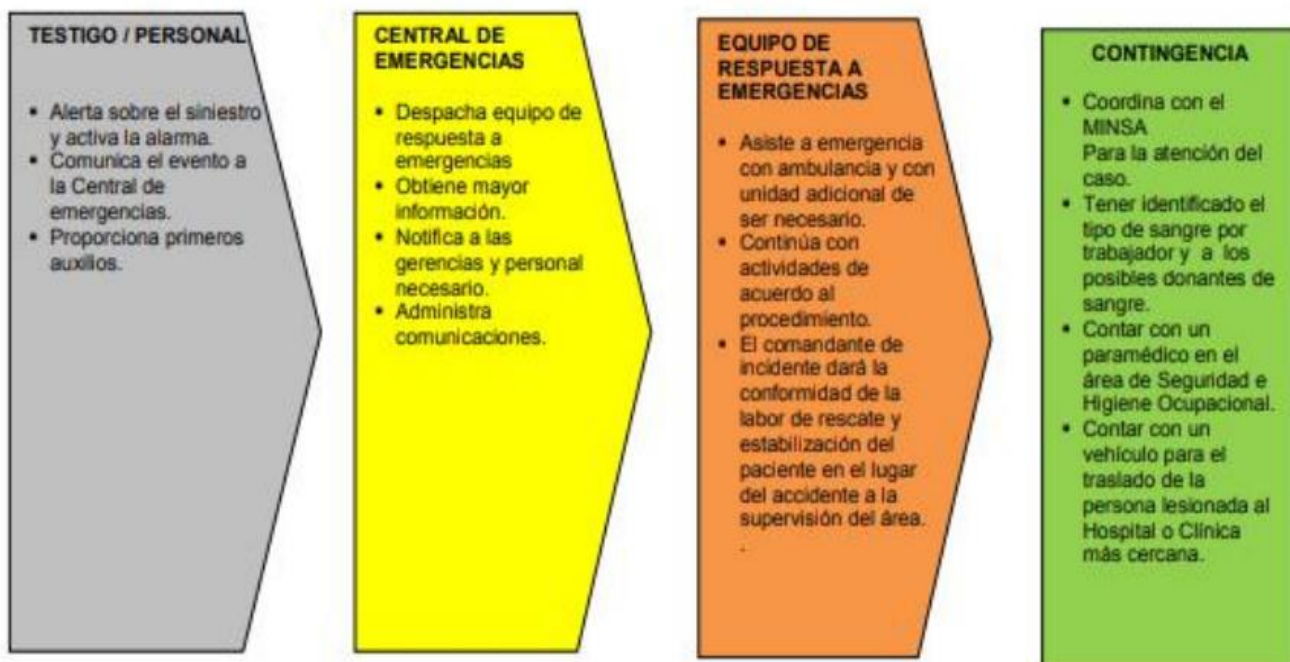 TESTIGO / PERSONAL
▪ Alerta sobre el siniestro
y activa la alarma.
▪ Comunica el evento a
la Central de
emergencias.
▪ Proporciona primeros
auxilios.
CENTRAL DE
EMERGENCIAS
▪ Despacha equipo de
respuesta a
emergencias
▪ Obtiene mayor
información.
▪ Notifica a las
gerencias y personal
necesario.
▪ Administra
comunicaciones.
EQUIPO DE
RESPUESTA A
EMERGENCIAS
▪ Asiste a emergencia
con ambulancia y con
unidad adicional de
ser necesario.
▪ Continúa con
actividades de
acuerdo al
procedimiento.
▪ El comandante de
incidente dará la
conformidad de la
labor de rescate y
estabilización del
paciente en el lugar
del accidente a la
supervisión del área.
.
CONTINGENCIA
▪ Coordina con el
MINSA
Para la atención del
caso.
▪ Tener identificado el
tipo de sangre por
trabajador y a los
posibles donantes de
sangre.
▪ Contar con un
paramédico en el
área de Seguridad e
Higiene Ocupacional.
▪ Contar con un
vehículo para el
traslado de la
persona lesionada al
Hospital o Clínica
más cercana.